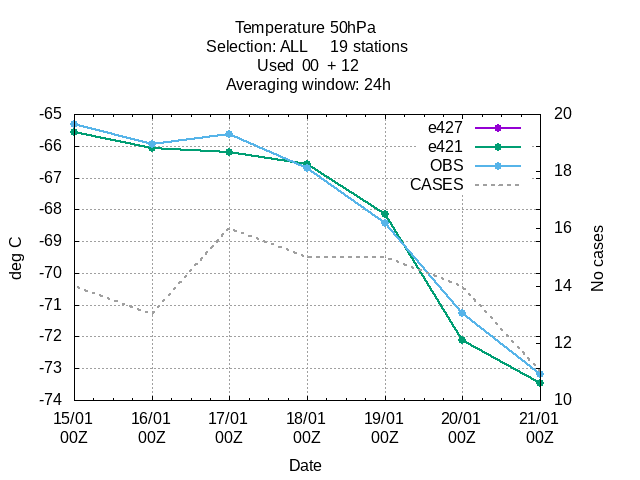 Temperature 50hPa
Selection: ALL 19 stations
Used 00 + 12
Averaging window: 24h
-65
-66
-67
-68
-69
-70
-71
-72
-73
-74
deg C
20
18
16
14
12
10
No cases
e427
e421
OBS
CASES
15/01 16/01 17/01 18/01 19/01 20/01 21/01
00Z 00Z 00Z 00Z 00Z 00Z 00Z
Date